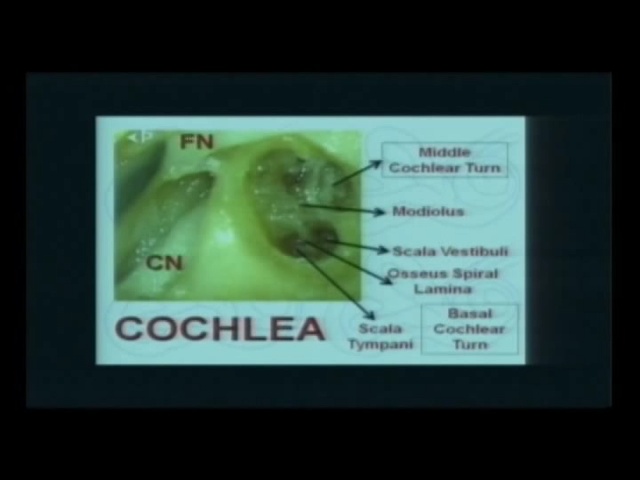 FN
CN
Middle
Cochlear Turn
Modiolus
Scala Vestibuli
Osseus Spiral
Lamina
Scala
Tympani
Basal
Cochlear
Turn
COCHLEA